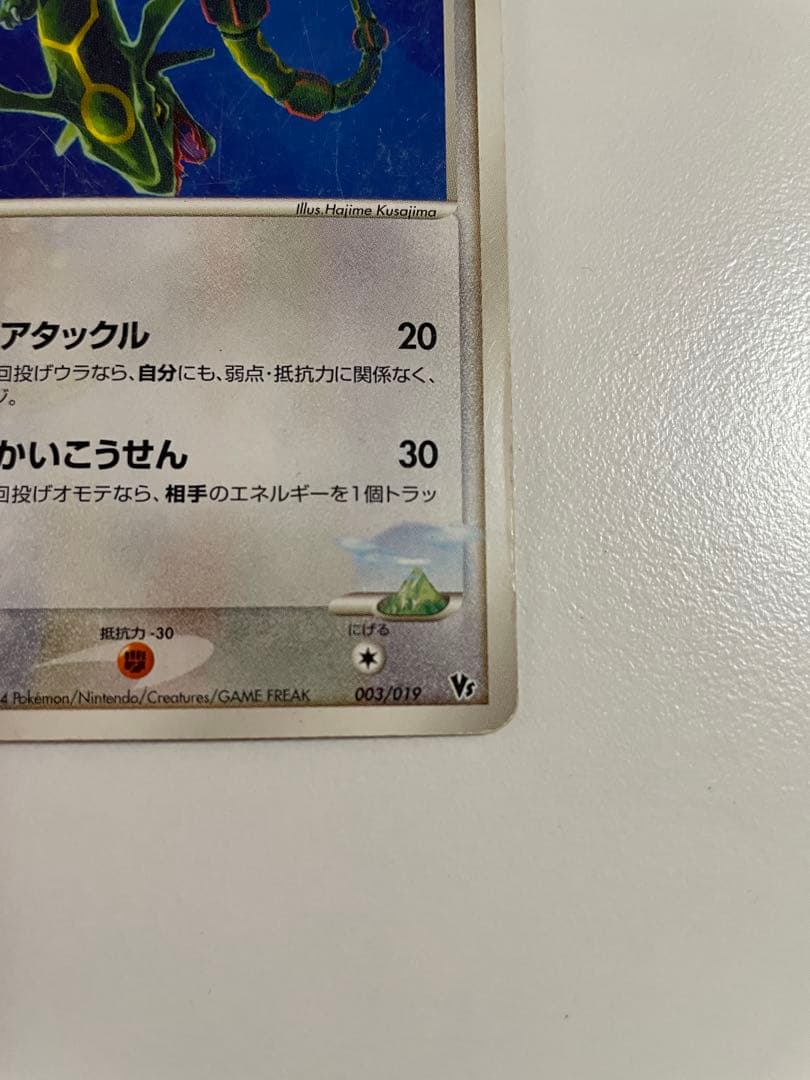 Illus.Hajime Kusajima
アタックル 20
回投げウラなら、自分にも、弱点・抵抗力に関係なく、
ジ。
かいこうせん 30
回投げオモテなら、相手のエネルギーを1個トラッ
抵抗力 -30
にげる
4 Pokémon/Nintendo/Creatures/GAME FREAK 003/019 Vs